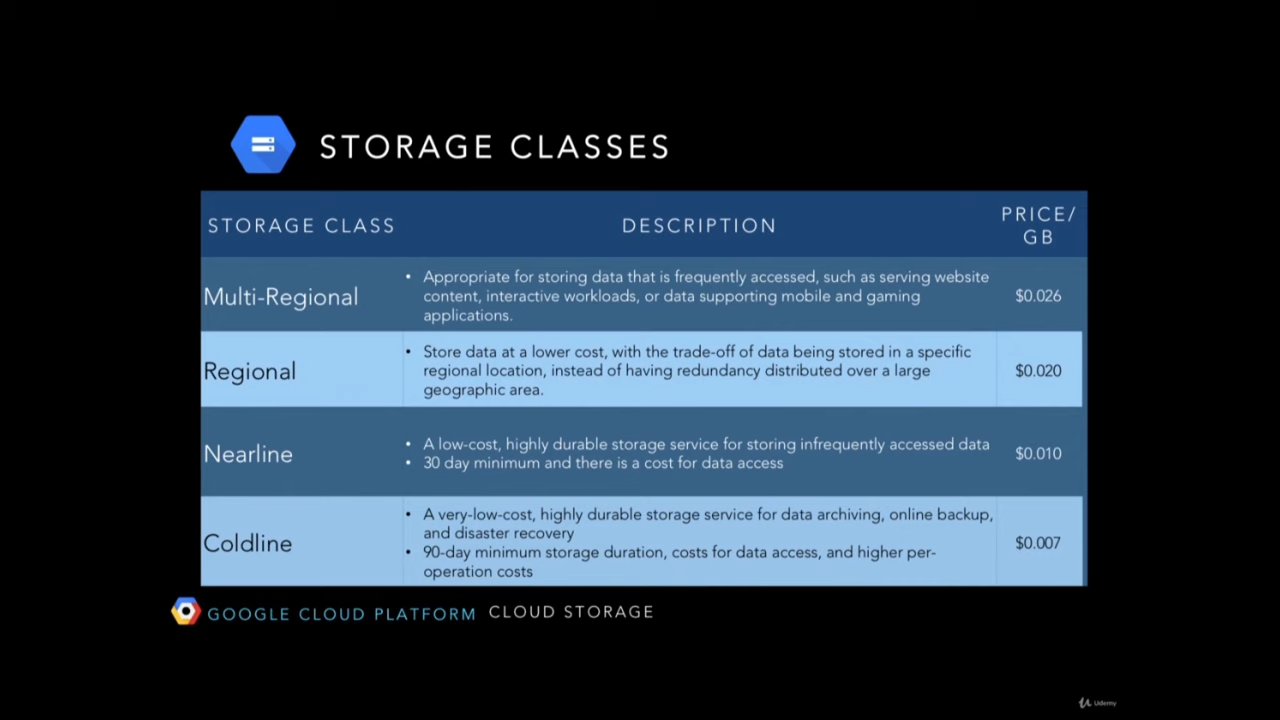 STORAGE CLASSES
STORAGE CLASS
DESCRIPTION
PRICE/
GB
Multi-Regional
• Appropriate for storing data that is frequently accessed, such as serving website
content, interactive workloads, or data supporting mobile and gaming
applications.
$0.026
Regional
• Store data at a lower cost, with the trade-off of data being stored in a specific
regional location, instead of having redundancy distributed over a large
geographic area.
$0.020
Nearline
• A low-cost, highly durable storage service for storing infrequently accessed data
• 30 day minimum and there is a cost for data access
$0.010
Coldline
• A very-low-cost, highly durable storage service for data archiving, online backup,
and disaster recovery
• 90-day minimum storage duration, costs for data access, and higher per-
operation costs
$0.007
GOOGLE CLOUD PLATFORM CLOUD STORAGE
Udemy